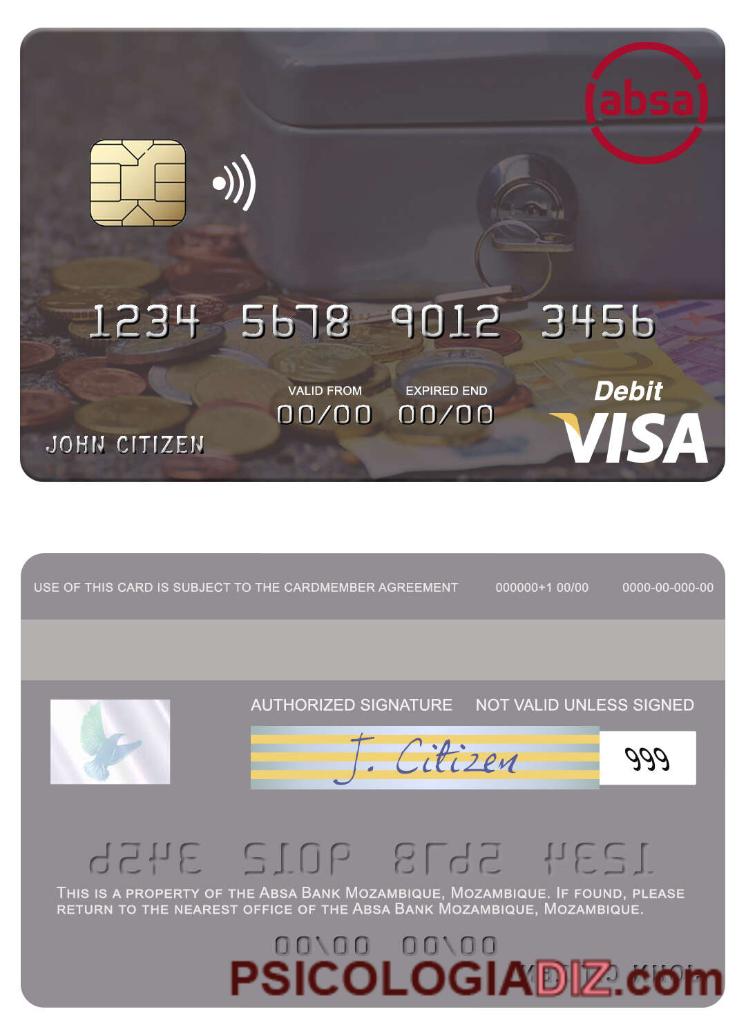 absa
1234 5678 9012 3456
VALID FROM EXPIRED END
00/00 00/00
Debit
JOHN CITIZEN
VISA
USE OF THIS CARD IS SUBJECT TO THE CARDMEMBER AGREEMENT 000000+1 00/00 0000-00-000-00
AUTHORIZED SIGNATURE NOT VALID UNLESS SIGNED
J. Citizen 999
THIS IS A PROPERTY OF THE ABSA BANK MOZAMBIQUE, MOZAMBIQUE. IF FOUND, PLEASE
RETURN TO THE NEAREST OFFICE OF THE ABSA BANK MOZAMBIQUE, MOZAMBIQUE.
00/00 00/00
PSICOLOGIADIZ.com